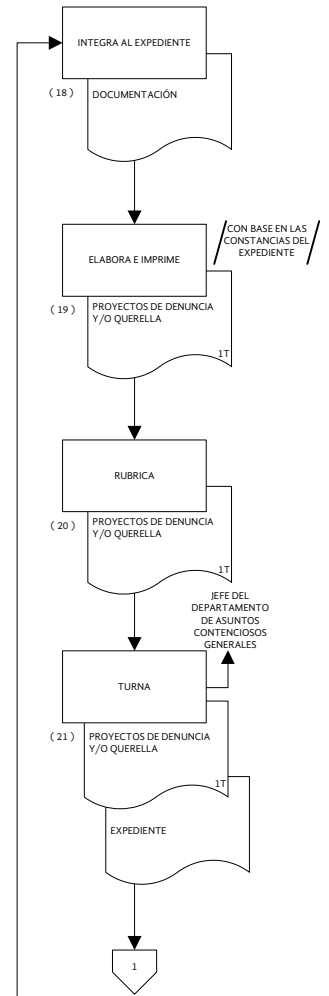 INTEGRA AL EXPEDIENTE
( 18 )
DOCUMENTACIÓN
ELABORA E IMPRIME
CON BASE EN LAS
CONSTANCIAS DEL
EXPEDIENTE
( 19 )
PROYECTOS DE DENUNCIA
Y/O QUERELLA
1T
RUBRICA
( 20 )
PROYECTOS DE DENUNCIA
Y/O QUERELLA
1T
JEFE DEL
DEPARTAMENTO
DE ASUNTOS
CONTENCIOSOS
GENERALES
TURNA
( 21 )
PROYECTOS DE DENUNCIA
Y/O QUERELLA
1T
EXPEDIENTE
1